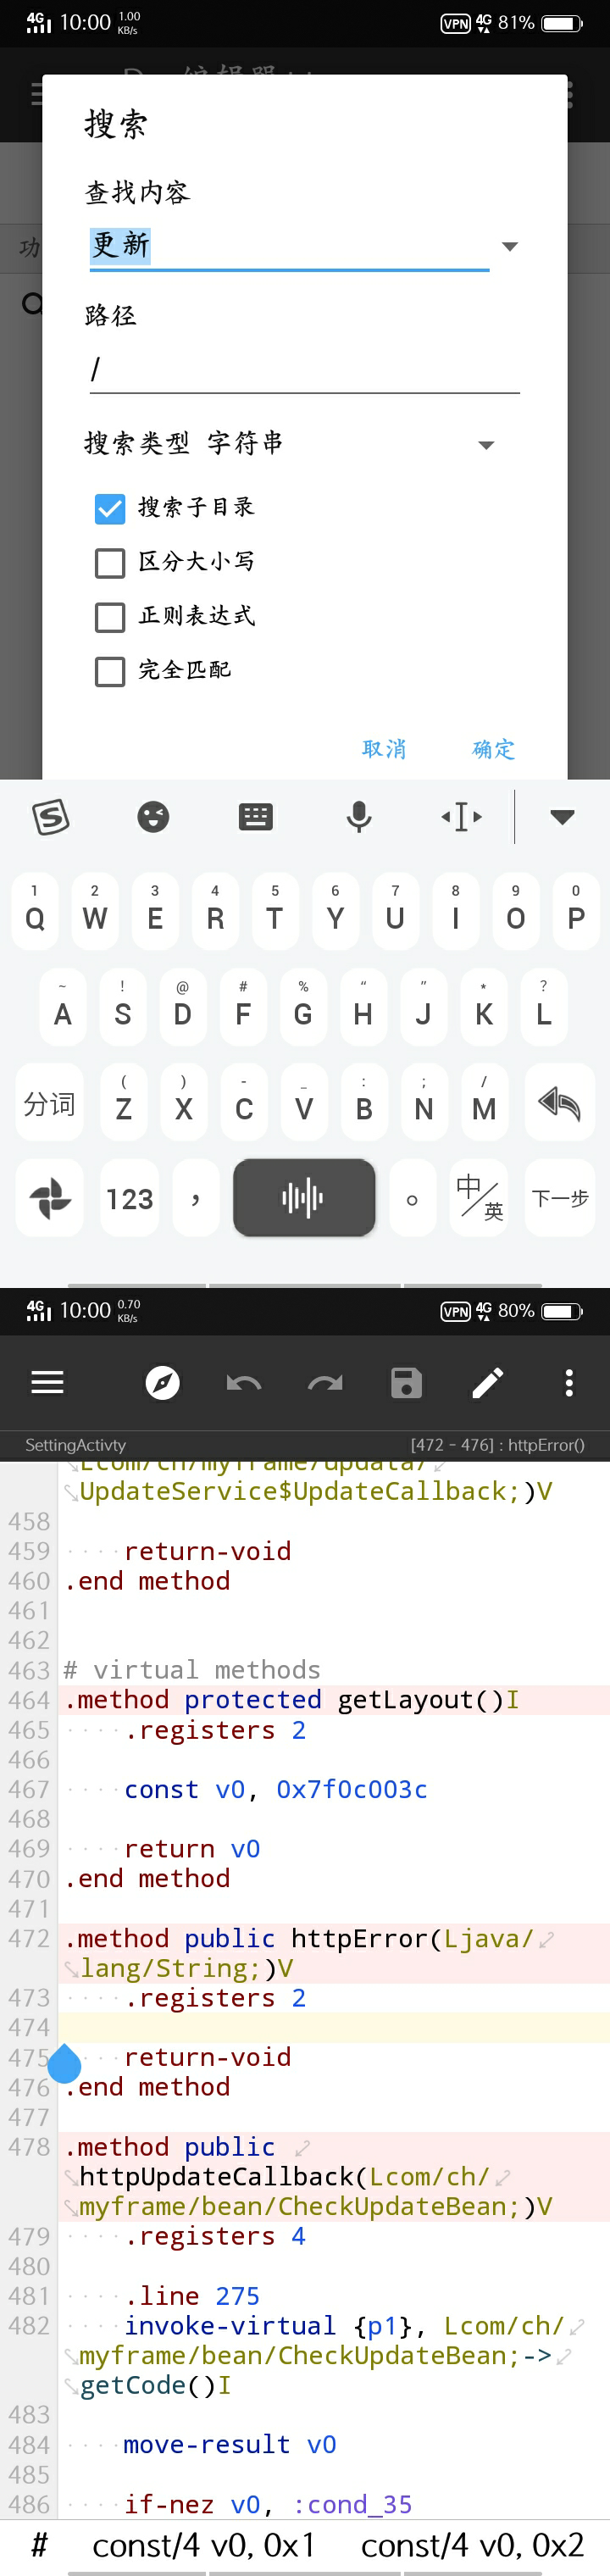 4G 10:00 1.00 KB/s VPN 4G 81%
搜索
查找内容
更新
功
路径
/
搜索类型 字符串
搜索子目录
区分大小写
正则表达式
完全匹配
取消 确定
1 2 3 4 5 6 7 8 9 0
Q W E R T Y U I O P
~ ! @ # % “ ” * ?
A S D F G H J K L
( ) - _ : ; /
分词 Z X C V B N M
123 , 。 中/英 下一步
4G 10:00 0.70 KB/s VPN 4G 80%
SettingActivty [472 - 476] : httpError()
Lcom/ch/myframe/updata/
UpdateService$UpdateCallback;)V
458
459 return-void
460 .end method
461
462
463 # virtual methods
464 .method protected getLayout()I
465 .registers 2
466
467 const v0, 0x7f0c003c
468
469 return v0
470 .end method
471
472 .method public httpError(Ljava/
lang/String;)V
473 .registers 2
474
475 return-void
476 .end method
477
478 .method public
httpUpdateCallback(Lcom/ch/
myframe/bean/CheckUpdateBean;)V
479 .registers 4
480
481 .line 275
482 invoke-virtual {p1}, Lcom/ch/
myframe/bean/CheckUpdateBean;->
getCode()I
483
484 move-result v0
485
486 if-nez v0, :cond_35
# const/4 v0, 0x1 const/4 v0, 0x2